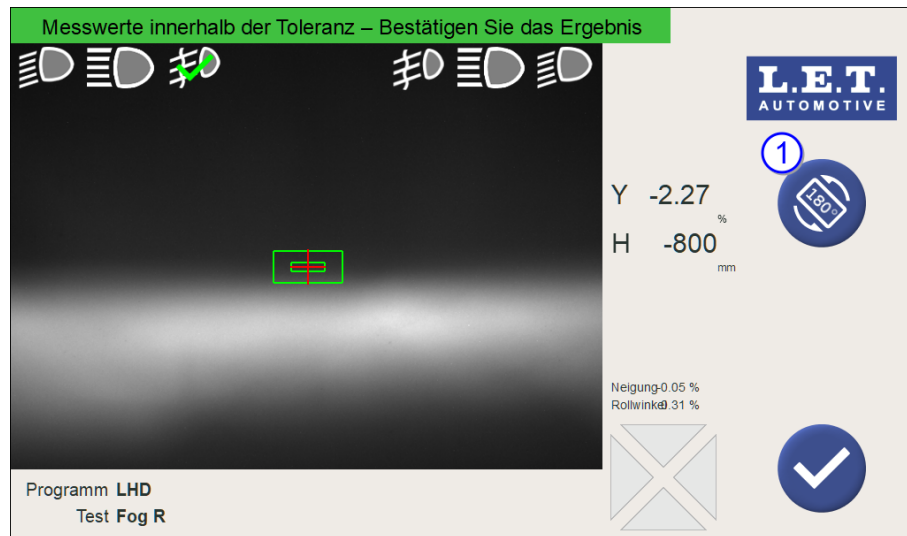 Messwerte innerhalb der Toleranz – Bestätigen Sie das Ergebnis
L.E.T.
AUTOMOTIVE
1
180°
Y -2.27
%
H -800
mm
Neigung-0.05 %
Rollwinkel0.31 %
Programm LHD
Test Fog R